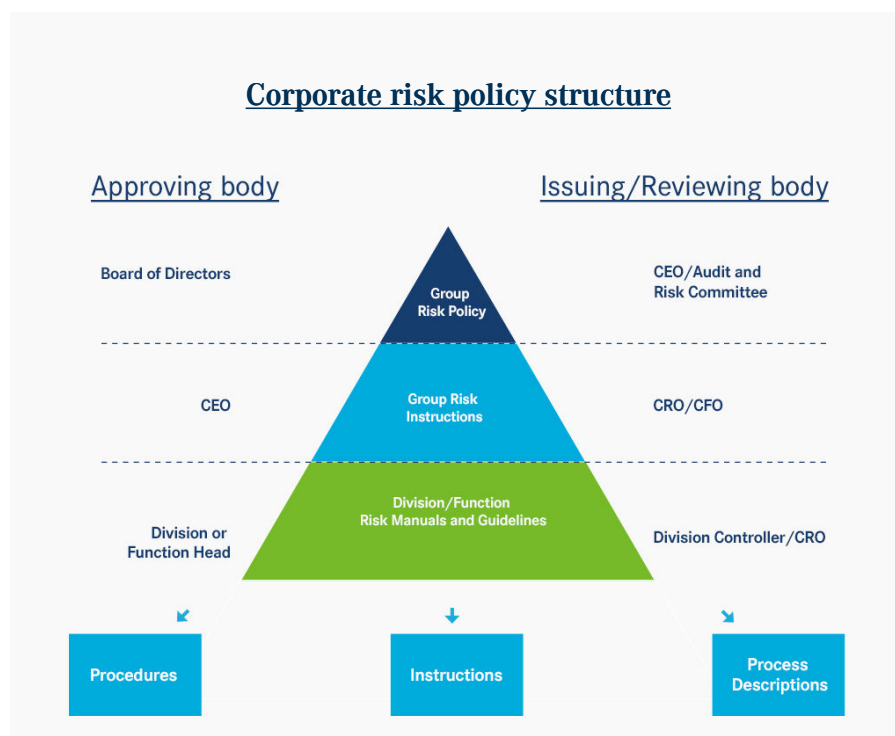 Corporate risk policy structure
Approving body
Issuing/Reviewing body
Board of Directors
Group
Risk Policy
CEO/Audit and
Risk Committee
CEO
Group Risk
Instructions
CRO/CFO
Division or
Function Head
Division/Function
Risk Manuals and Guidelines
Division Controller/CRO
Procedures
Instructions
Process
Descriptions